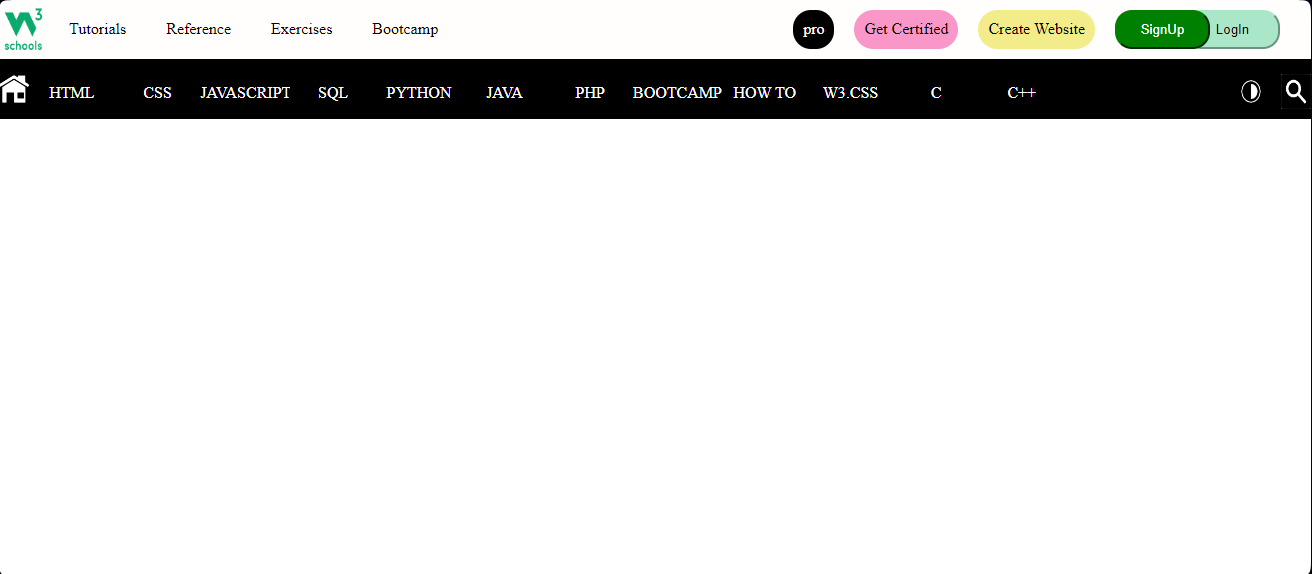 W3 schools Tutorials Reference Exercises Bootcamp pro Get Certified Create Website SignUp LogIn
HTML CSS JAVASCRIPT SQL PYTHON JAVA PHP BOOTCAMP HOW TO W3.CSS C C++